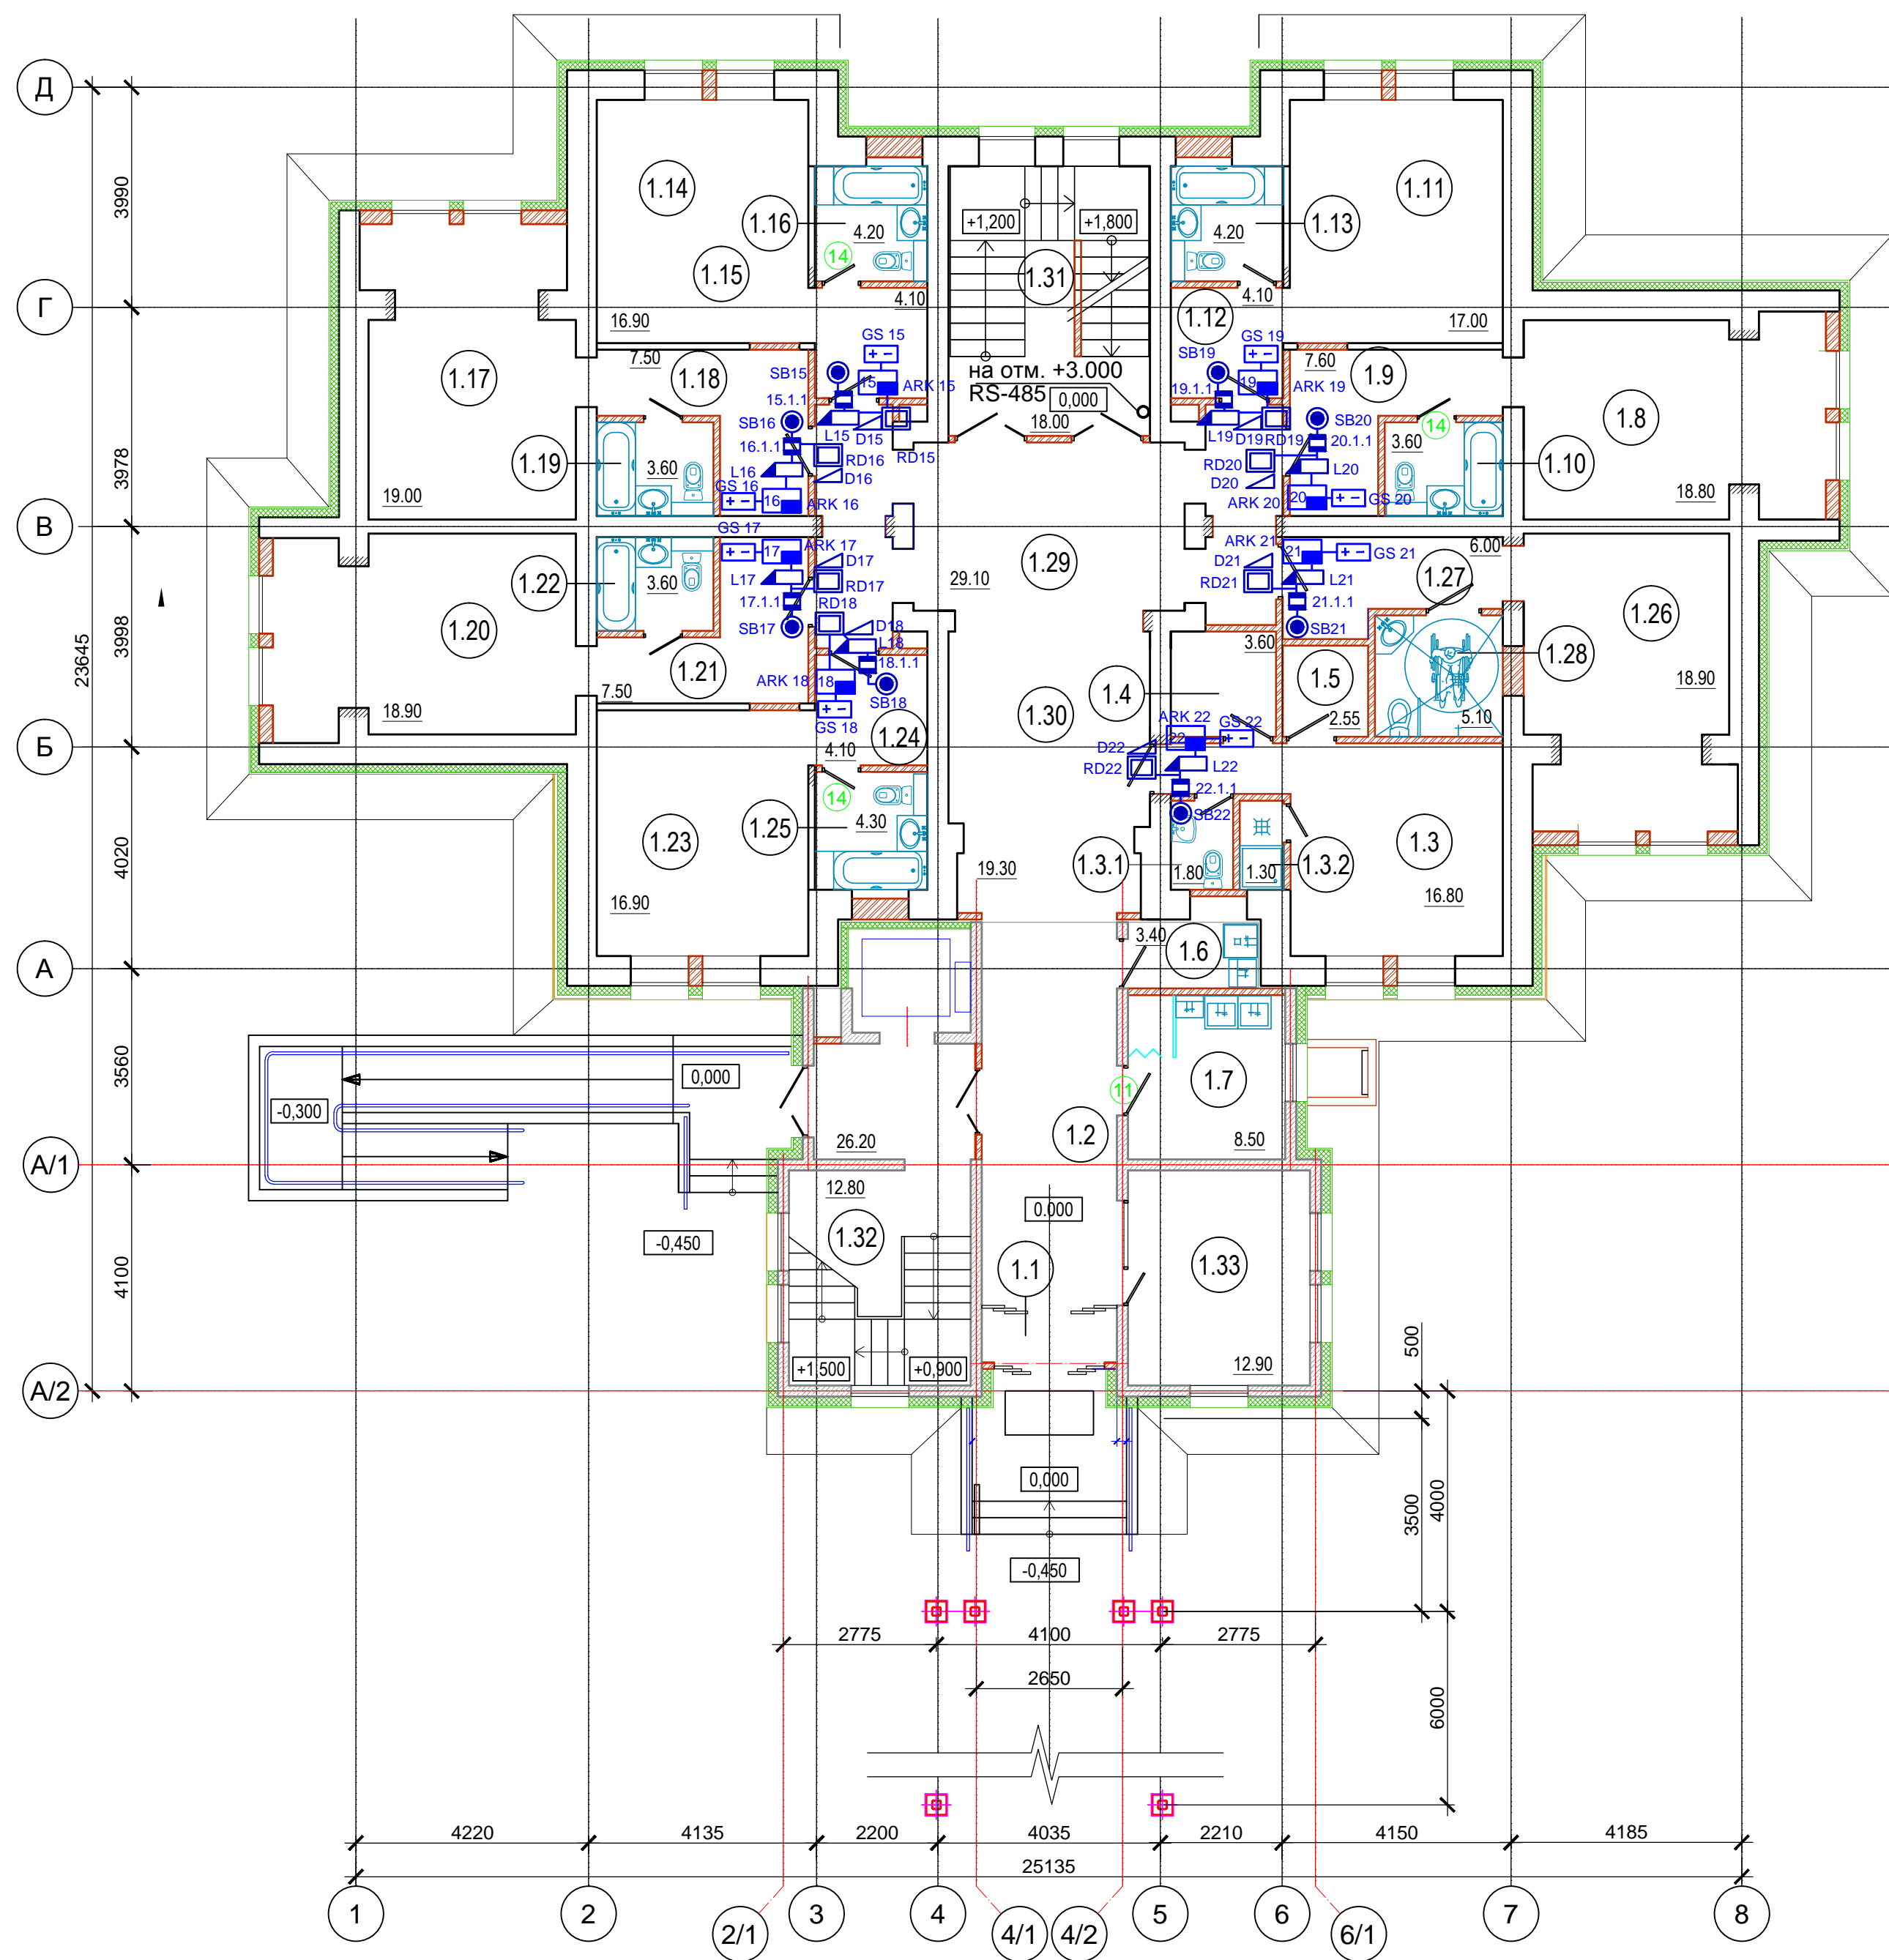 Д
Г
В
Б
А
А/1
А/2
3990
3978
3998
4020
3560
4100
23645
1.14
1.16
4.20
14
1.15
16.90
4.10
+1,200
+1,800
1.31
1.13
4.20
1.11
1.12
4.10
17.00
1.17
7.50
1.18
GS 15
SB15
15
ARK 15
15.1.1
L15
D15
RD15
на отм. +3.000
RS-485
0,000
18.00
GS 19
SB19
19
ARK 19
19.1.1
L19
D19
RD19
7.60
1.9
1.8
SB16
16.1.1
L16
RD16
D16
GS 16
16
ARK 16
1.19
3.60
19.00
SB20
20.1.1
L20
RD20
D20
ARK 20
20
GS 20
14
3.60
1.10
18.80
GS 17
17
ARK 17
D17
L17
RD17
17.1.1
SB17
1.22
3.60
1.20
18.90
1.29
29.10
ARK 21
21
D21
GS 21
RD21
L21
21.1.1
SB21
6.00
1.27
1.26
1.28
18.90
5.10
RD18
D18
L18
18.1.1
ARK 18
18
SB18
GS 18
1.21
7.50
1.24
4.10
1.30
1.4
3.60
1.5
2.55
ARK 22
22
GS 22
D22
RD22
L22
22.1.1
SB22
1.23
1.25
14
4.30
16.90
19.30
1.3.1
1.80
1.30
1.3.2
1.3
16.80
3.40
1.6
0,000
-0,300
-0,450
26.20
11
1.7
8.50
1.2
12.80
1.32
0.000
1.1
1.33
12.90
+1,500
+0,900
0,000
-0,450
500
3500
4000
6000
2775
4100
2775
2650
4220
4135
2200
4035
2210
4150
4185
25135
1
2
2/1
3
4
4/1
4/2
5
6
6/1
7
8